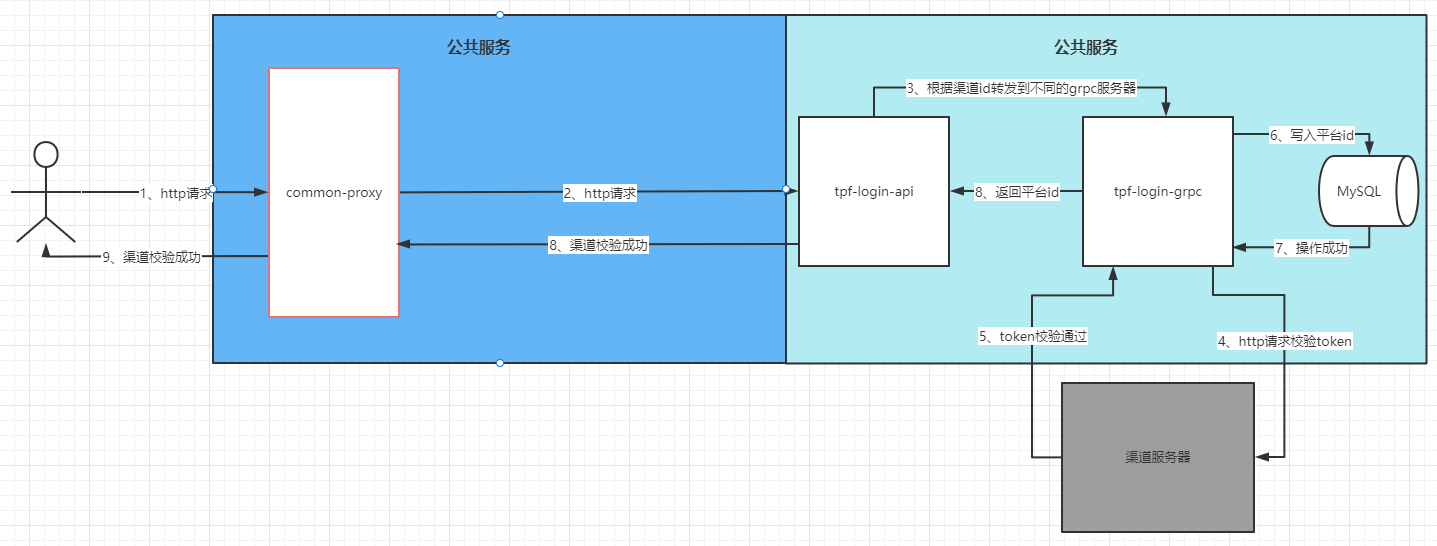 公共服务
公共服务
3、根据渠道id转发到不同的grpc服务器
6、写入平台id
1、http请求
common-proxy
2、http请求
tpf-login-api
8、返回平台id
tpf-login-grpc
MySQL
9、渠道校验成功
8、渠道校验成功
7、操作成功
5、token校验通过
4、http请求校验token
渠道服务器